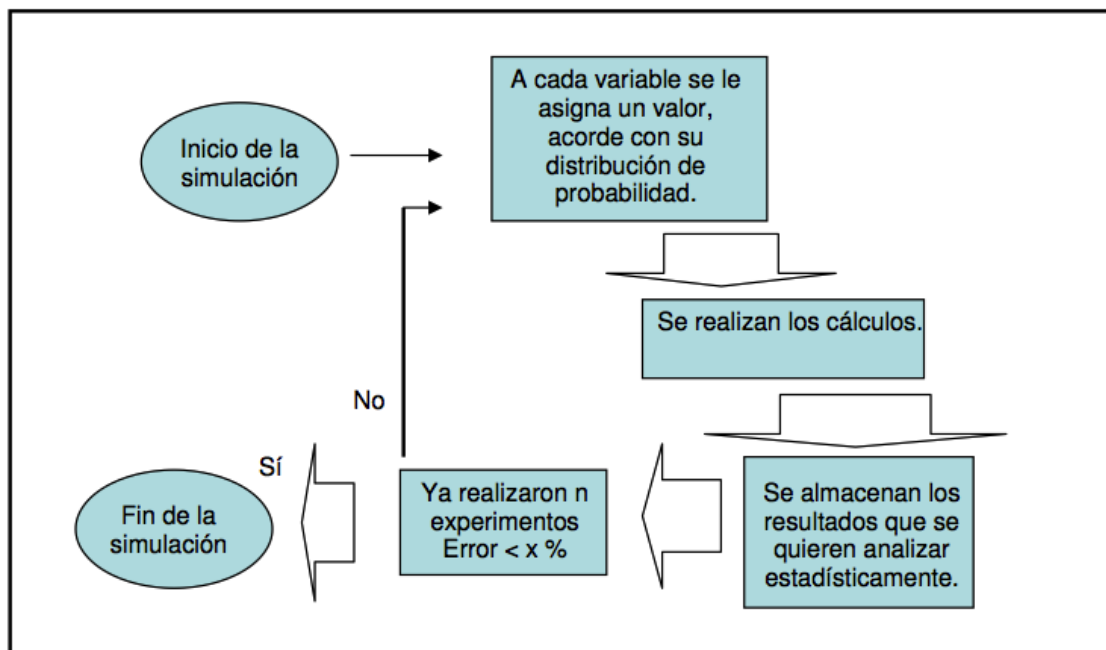 Inicio de la
simulación
A cada variable se le
asigna un valor,
acorde con su
distribución de
probabilidad.
Se realizan los cálculos.
Se almacenan los
resultados que se
quieren analizar
estadísticamente.
Ya realizaron n
experimentos
Error < x %
No
Sí
Fin de la
simulación